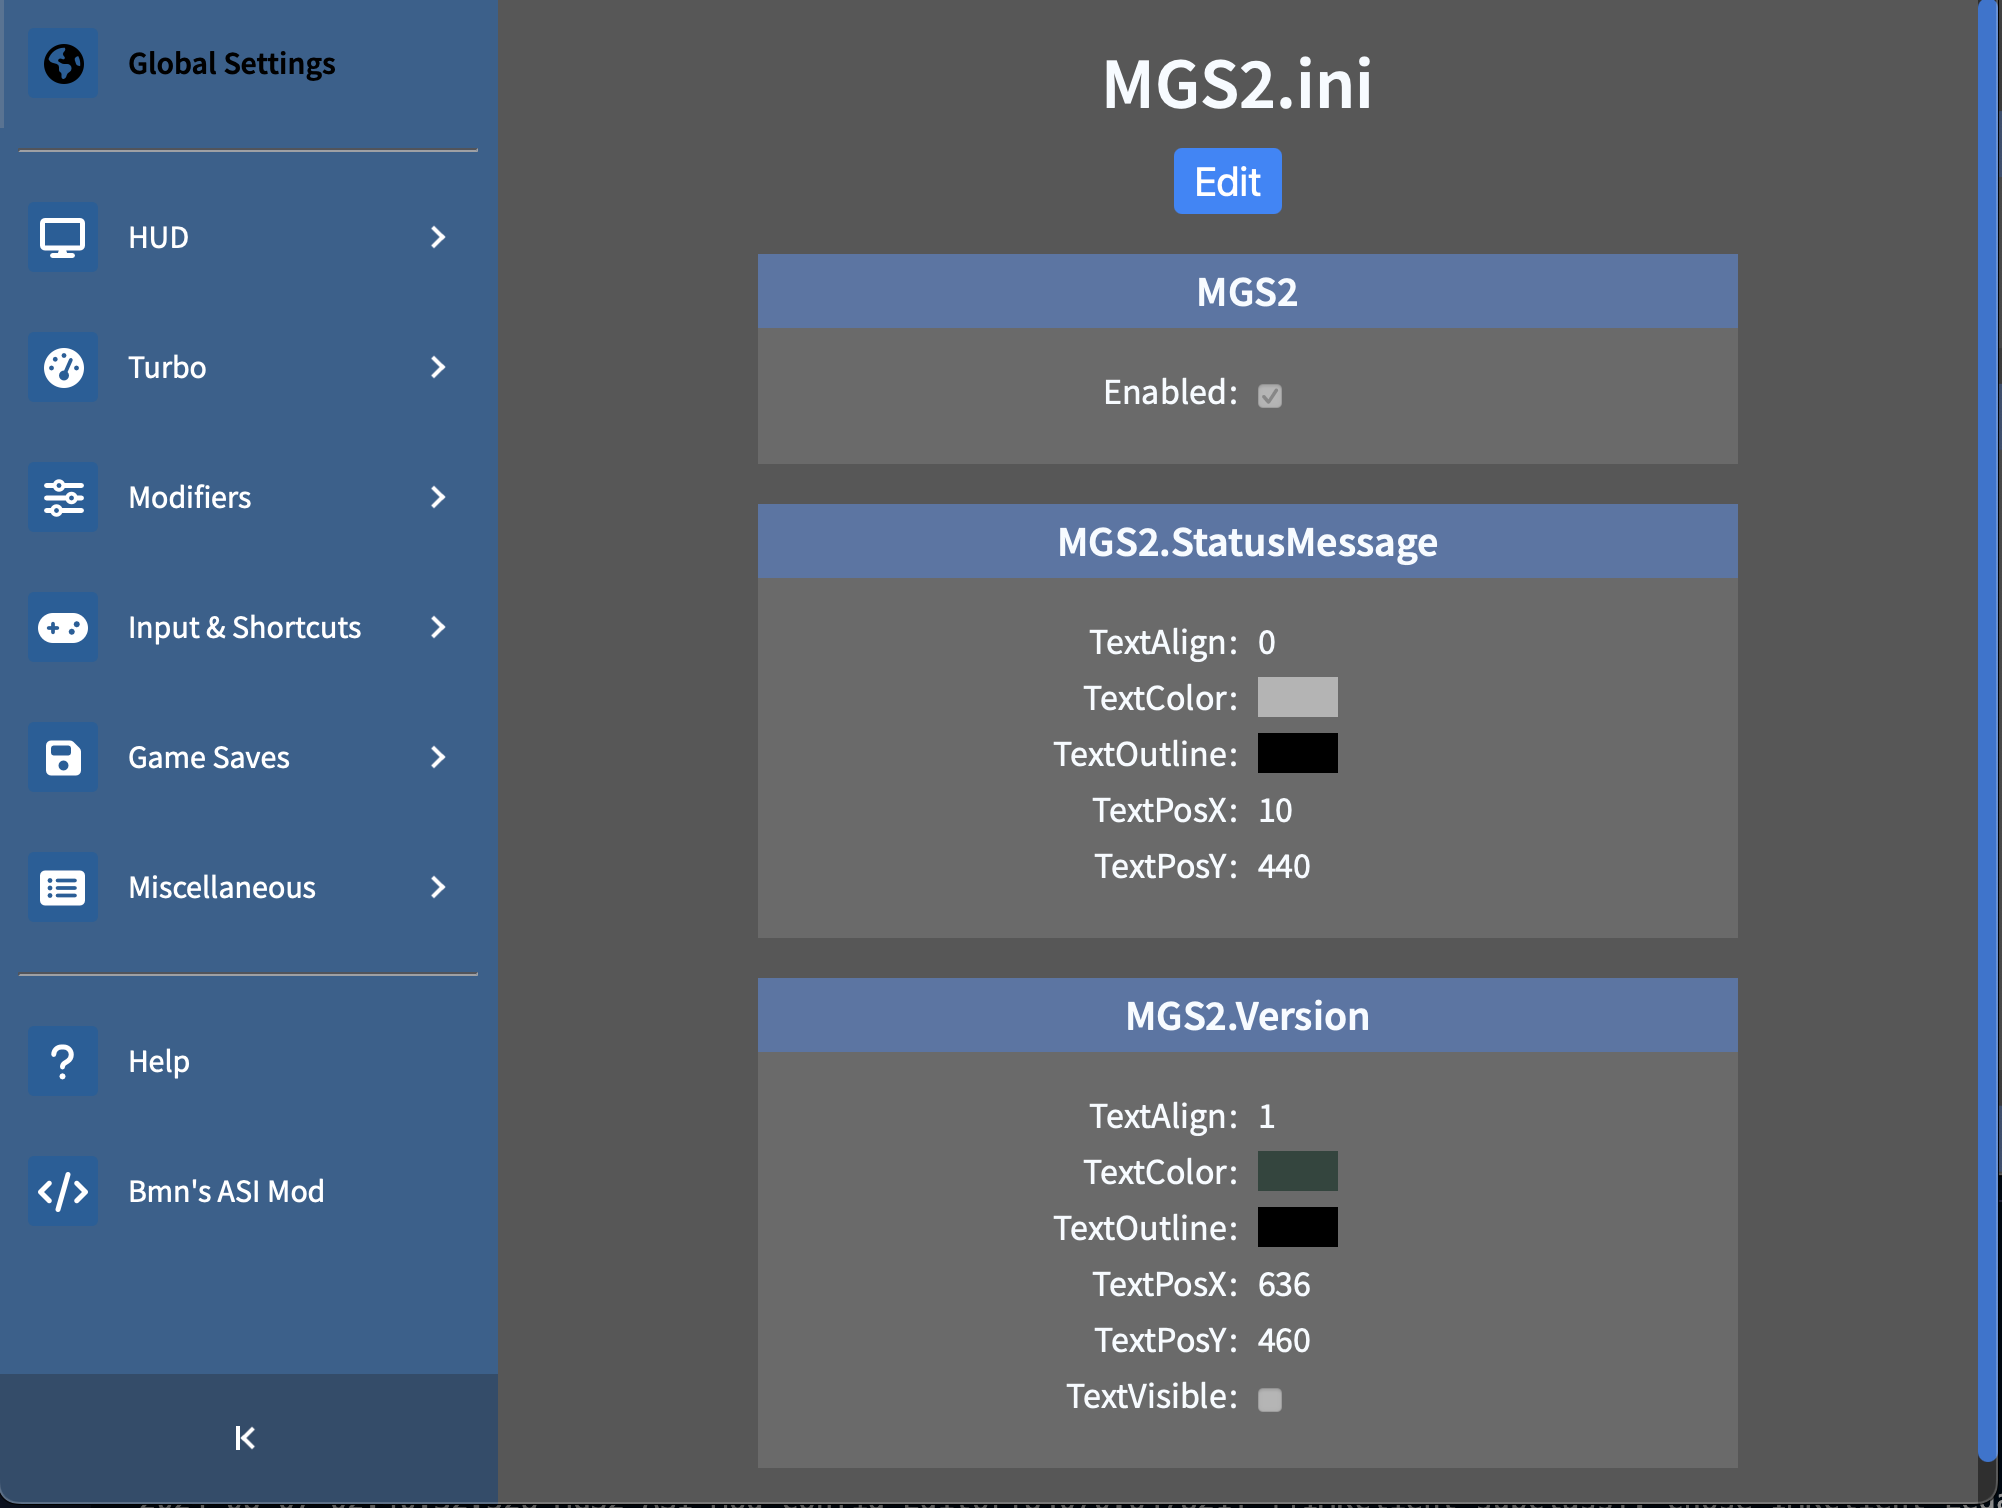 Global Settings
HUD
Turbo
Modifiers
Input & Shortcuts
Game Saves
Miscellaneous
Help
Bmn's ASI Mod
MGS2.ini
Edit
MGS2
Enabled:
MGS2.StatusMessage
TextAlign: 0
TextColor:
TextOutline:
TextPosX: 10
TextPosY: 440
MGS2.Version
TextAlign: 1
TextColor:
TextOutline:
TextPosX: 636
TextPosY: 460
TextVisible: